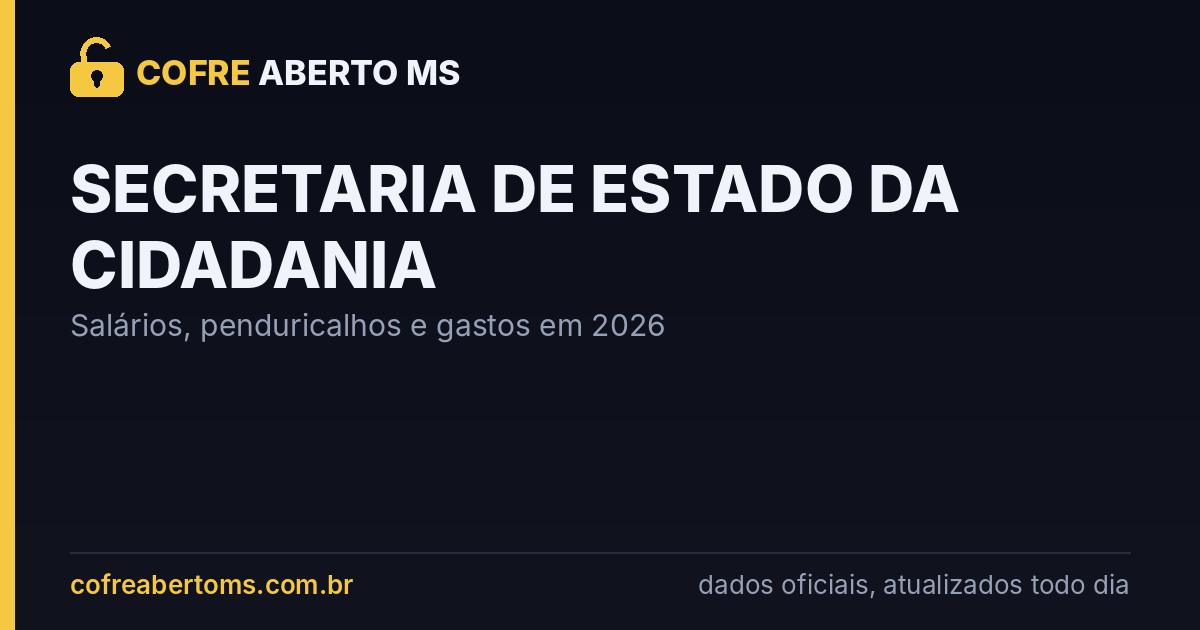 COFRE ABERTO MS
SECRETARIA DE ESTADO DA
CIDADANIA
Salários, penduricalhos e gastos em 2026
cofreabertoms.com.br
dados oficiais, atualizados todo dia